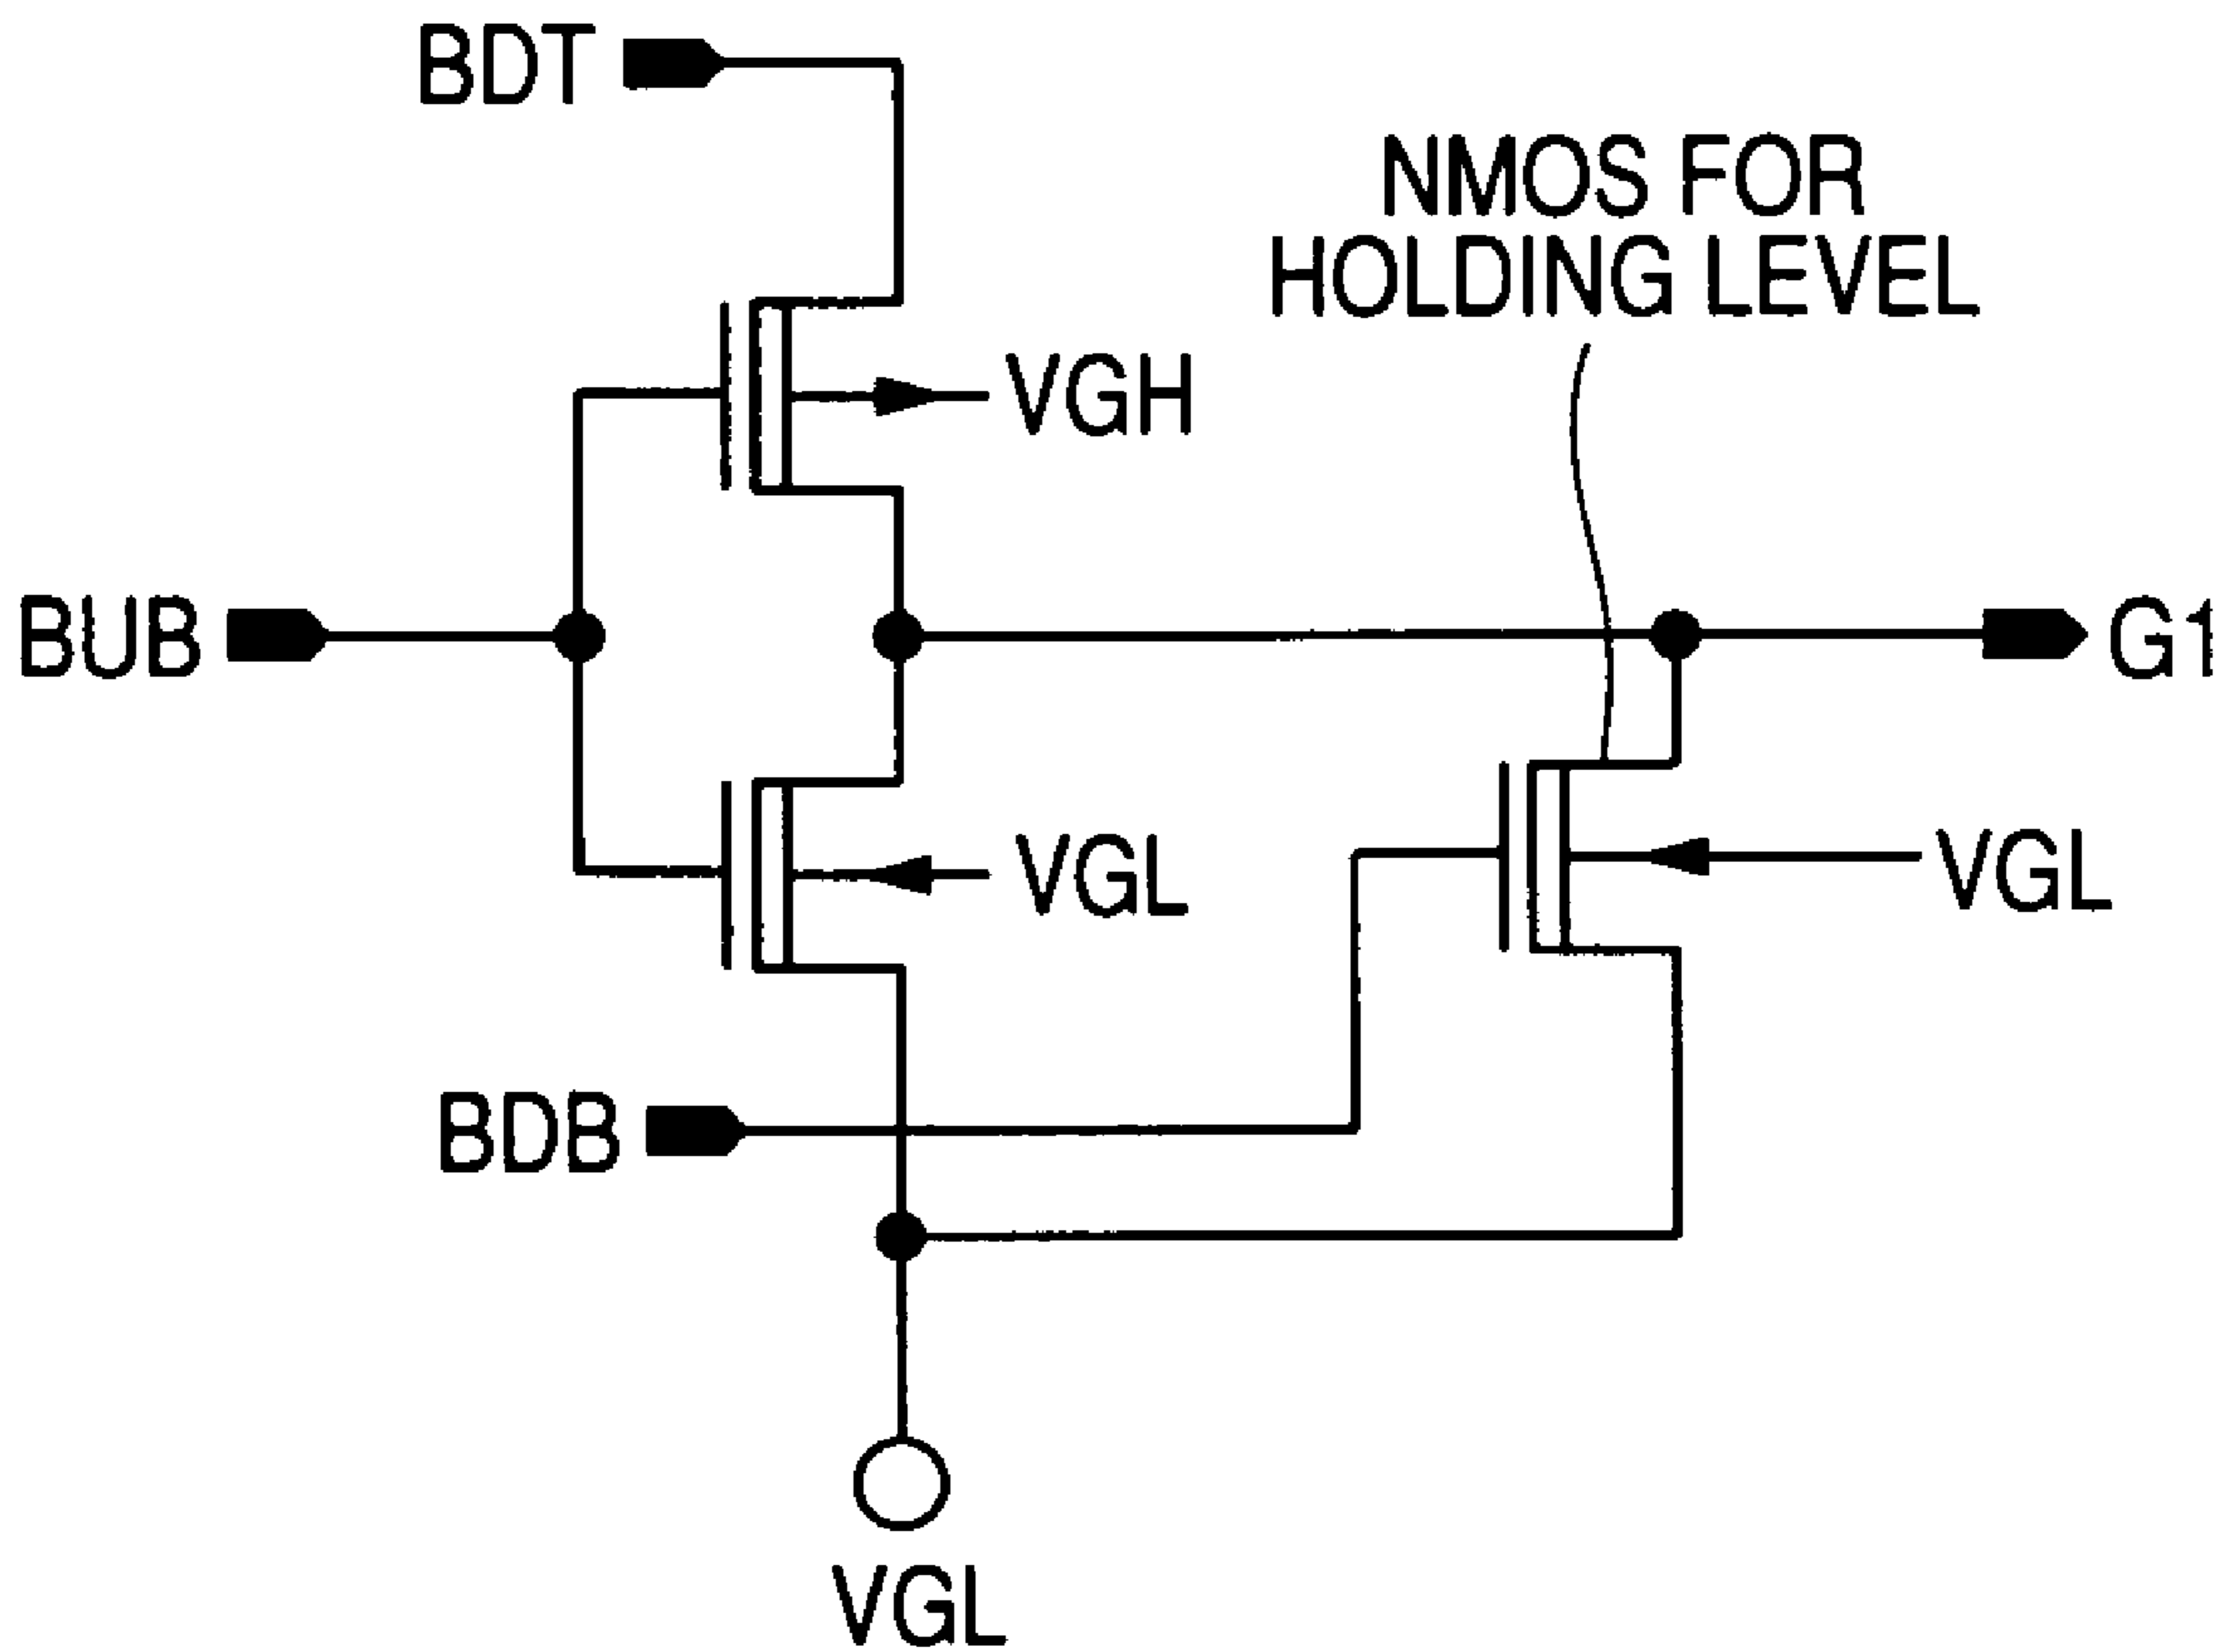 BDT
NMOS FOR
HOLDING LEVEL
VGH
BUB
G1
VGL
VGL
BDB
VGL